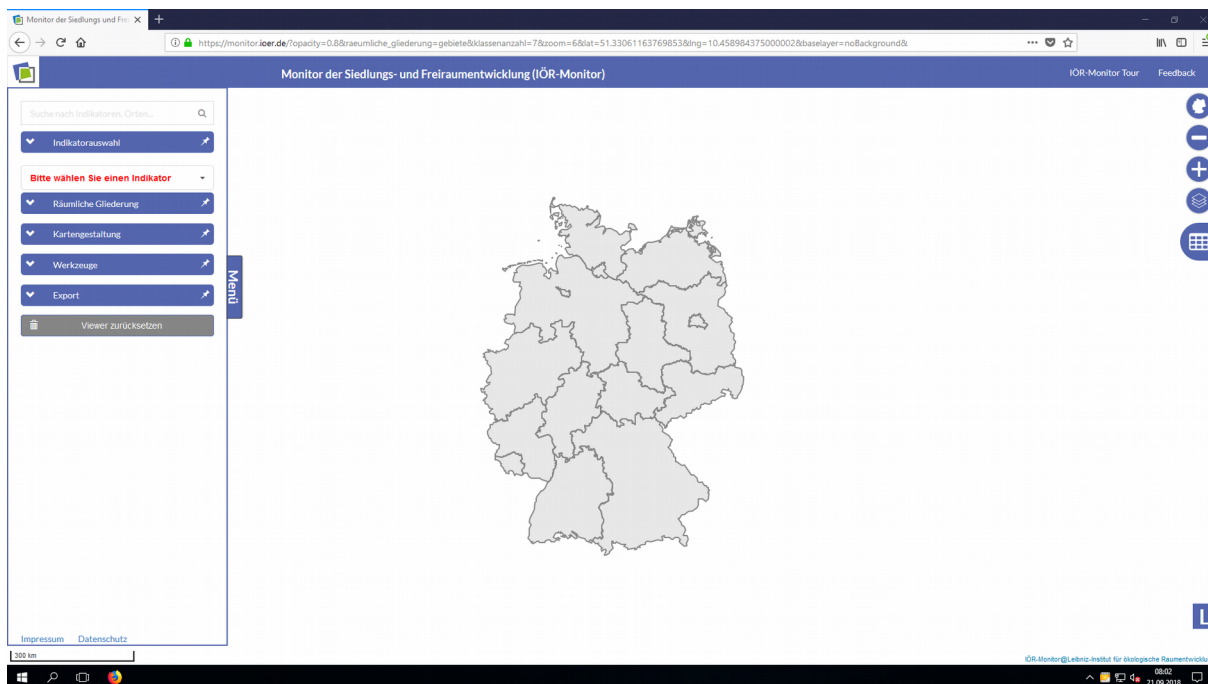 Monitor der Siedlungs und Fre
https://monitor.ioer.de/?opacity=0.8&raeumliche_gliederung=gebiete&klassenanzahl=7&zoom=6&lat=51.33061163769853&lng=10.458984375000002&baselayer=noBackground&
Monitor der Siedlungs- und Freiraumentwicklung (IÖR-Monitor)
IÖR-Monitor Tour
Feedback
Suche nach Indikatoren, Orten...
Indikatorauswahl
Bitte wählen Sie einen Indikator
Räumliche Gliederung
Kartengestaltung
Werkzeuge
Export
Viewer zurücksetzen
Menü
Impressum Datenschutz
300 km
IÖR-Monitor@Leibniz-Institut für ökologische Raumentwicklu
08:02
21.09.2018